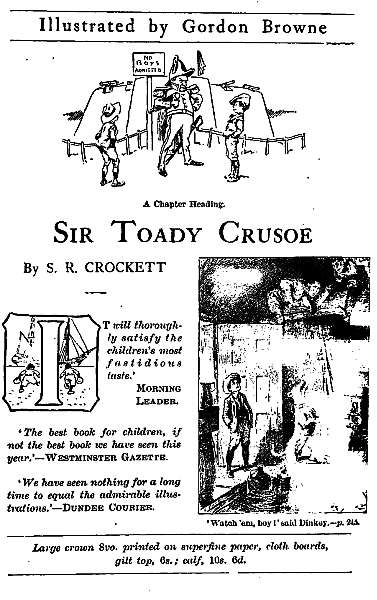 Illustrated by Gordon Browne
NO
BOYS
ADMITTED
A Chapter Heading.
SIR TOADY CRUSOE
By S. R. CROCKETT
IT will thorough-
ly satisfy the
children's most
fastidious
taste.'
MORNING
LEADER.
'The best book for children, if
not the best book we have seen this
year.'—WESTMINSTER GAZETTE.
'We have seen nothing for a long
time to equal the admirable illus-
trations.'—DUNDEE COURIER.
'Watch 'em, boy!' said Dinkey.—p.
Large crown 8vo. printed on superfine paper, cloth boards,
gilt top, 6s.; calf, 10s. 6d.